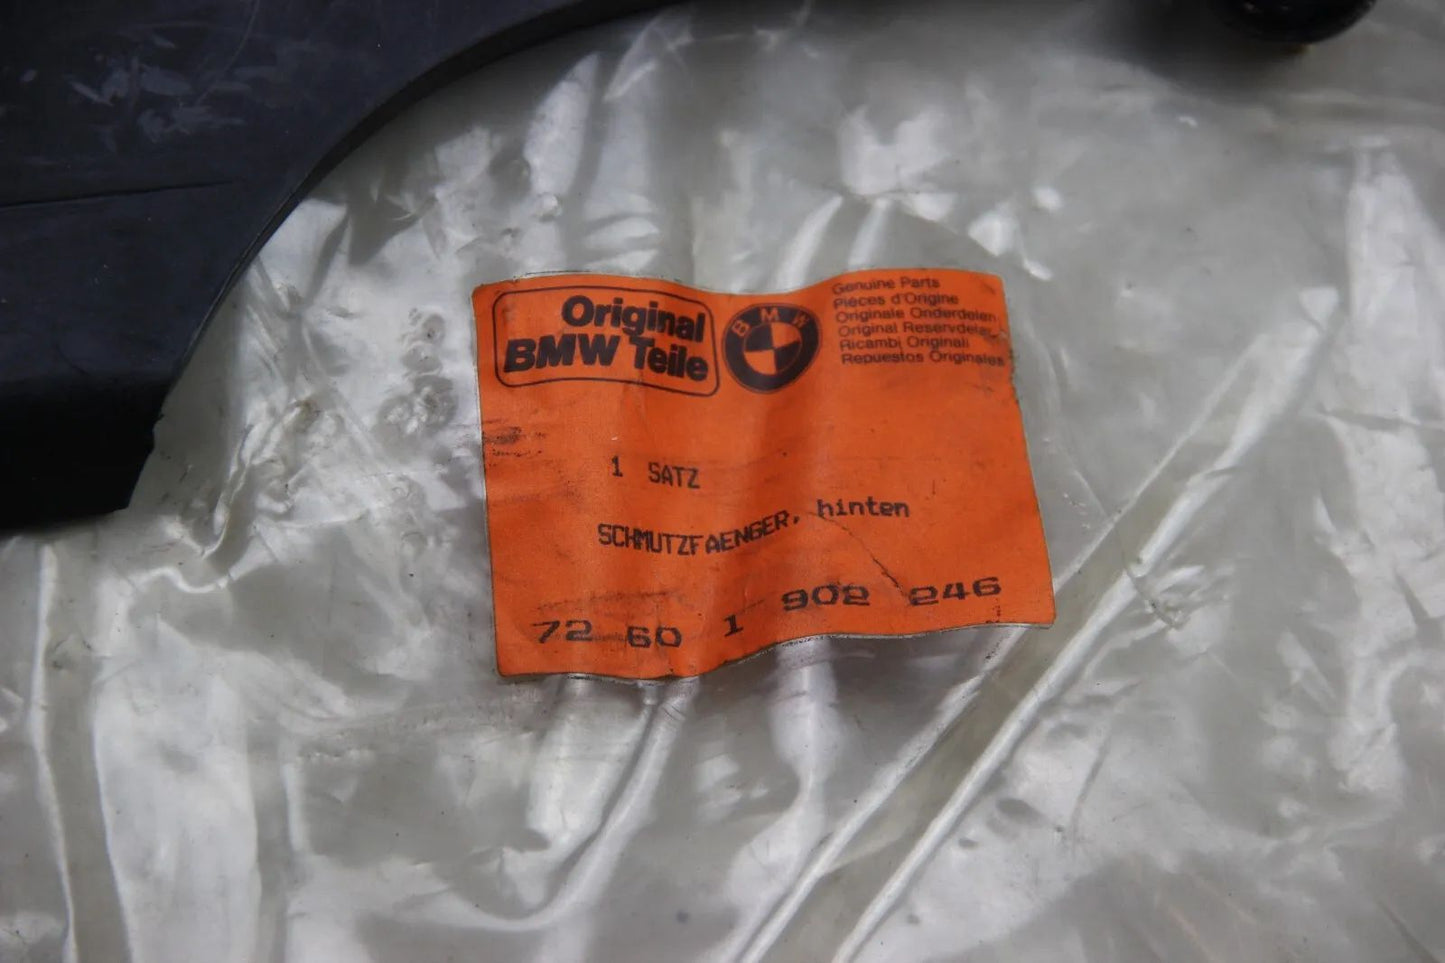 Original
BMW Teile
BMW
Genuine Parts
Pièces d'Origine
Originale Onderdelen
Original Reservdelar
Ricambi Originali
Repuestos Originales
1 SATZ
SCHMUTZFAENGER, hinten
72 60 1 902 246